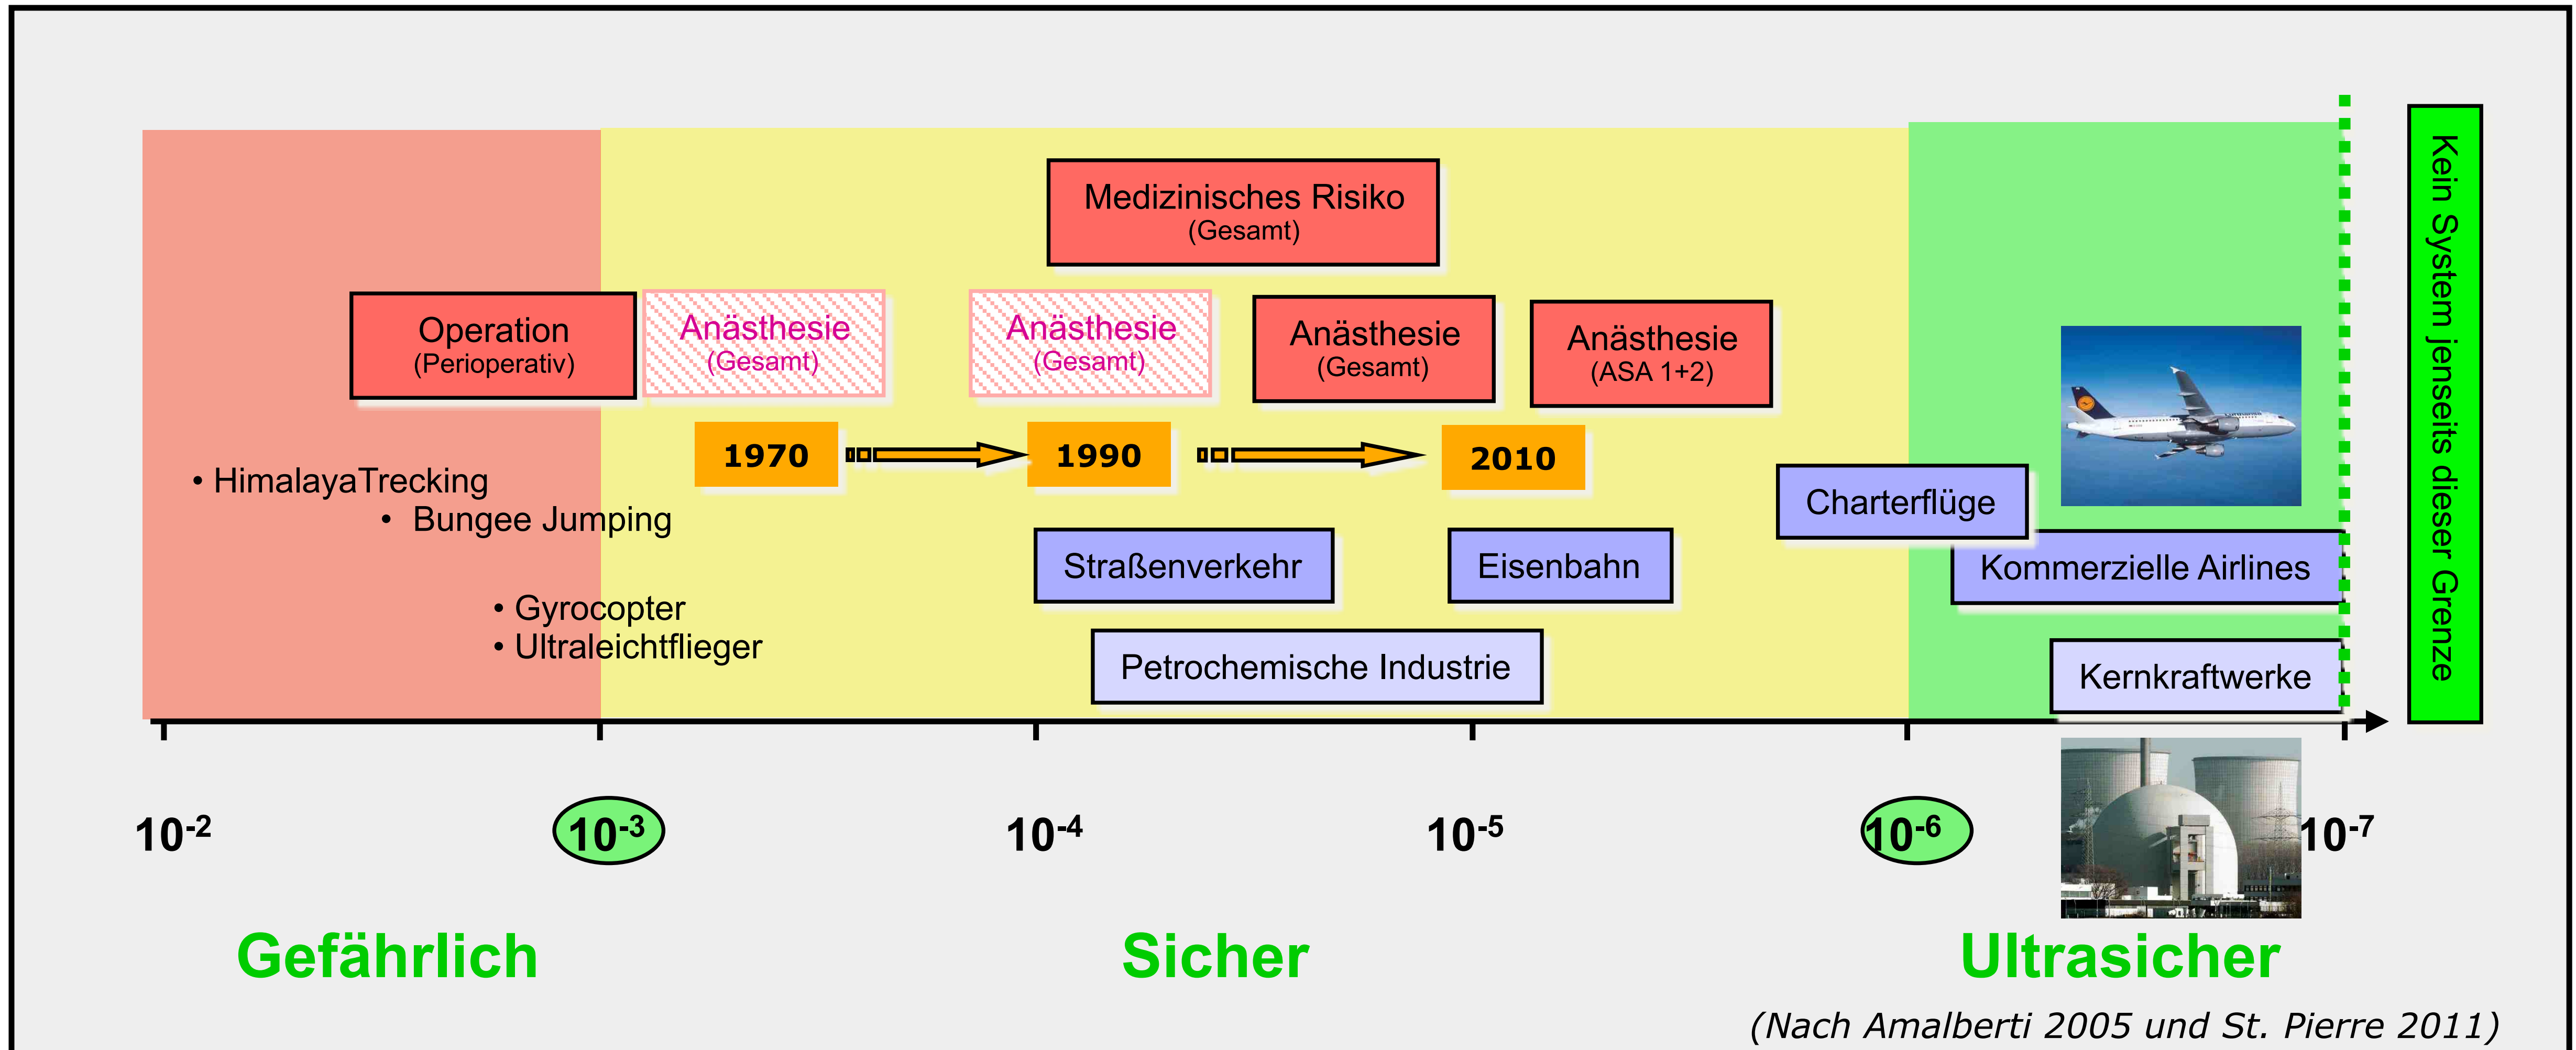 Medizinisches Risiko
(Gesamt)
Operation
(Perioperativ)
Anästhesie
(Gesamt)
Anästhesie
(Gesamt)
Anästhesie
(Gesamt)
Anästhesie
(ASA 1+2)
1970
1990
2010
• HimalayaTrecking
• Bungee Jumping
• Gyrocopter
• Ultraleichtflieger
Charterflüge
Straßenverkehr
Eisenbahn
Kommerzielle Airlines
Petrochemische Industrie
Kernkraftwerke
Kein System jenseits dieser Grenze
10⁻²
10⁻³
10⁻⁴
10⁻⁵
10⁻⁶
10⁻⁷
Gefährlich
Sicher
Ultrasicher
(Nach Amalberti 2005 und St. Pierre 2011)